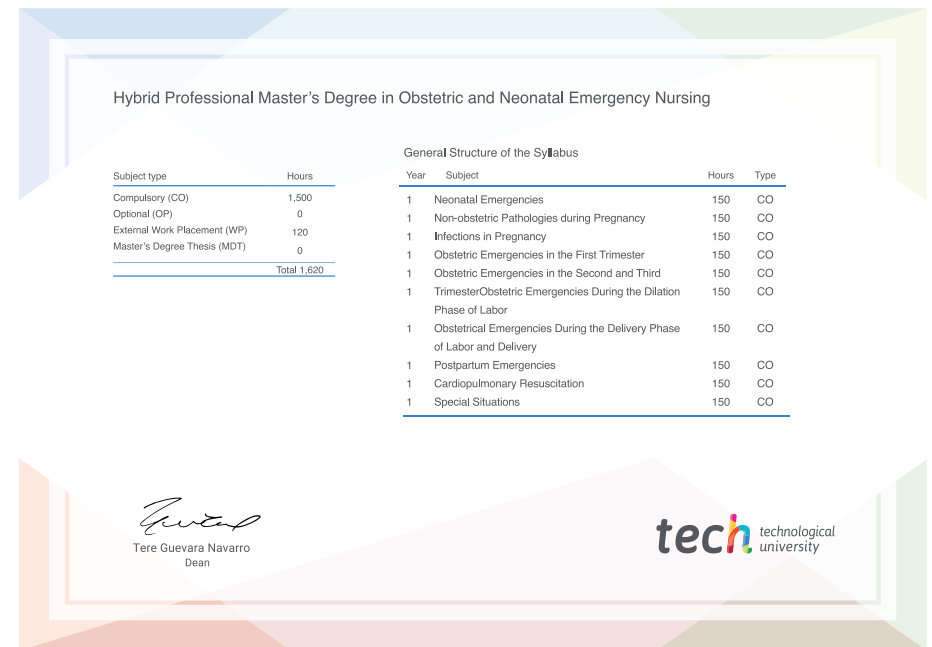 Hybrid Professional Master's Degree in Obstetric and Neonatal Emergency Nursing
Subject type Hours
Compulsory (CO) 1,500
Optional (OP) 0
External Work Placement (WP) 120
Master's Degree Thesis (MDT) 0
Total 1,620
General Structure of the Syllabus
Year Subject Hours Type
1 Neonatal Emergencies 150 CO
1 Non-obstetric Pathologies during Pregnancy 150 CO
1 Infections in Pregnancy 150 CO
1 Obstetric Emergencies in the First Trimester 150 CO
1 Obstetric Emergencies in the Second and Third 150 CO
1 TrimesterObstetric Emergencies During the Dilation 150 CO
Phase of Labor
1 Obstetrical Emergencies During the Delivery Phase 150 CO
of Labor and Delivery
1 Postpartum Emergencies 150 CO
1 Cardiopulmonary Resuscitation 150 CO
1 Special Situations 150 CO
Tere Guevara Navarro
Dean
tech technological
university